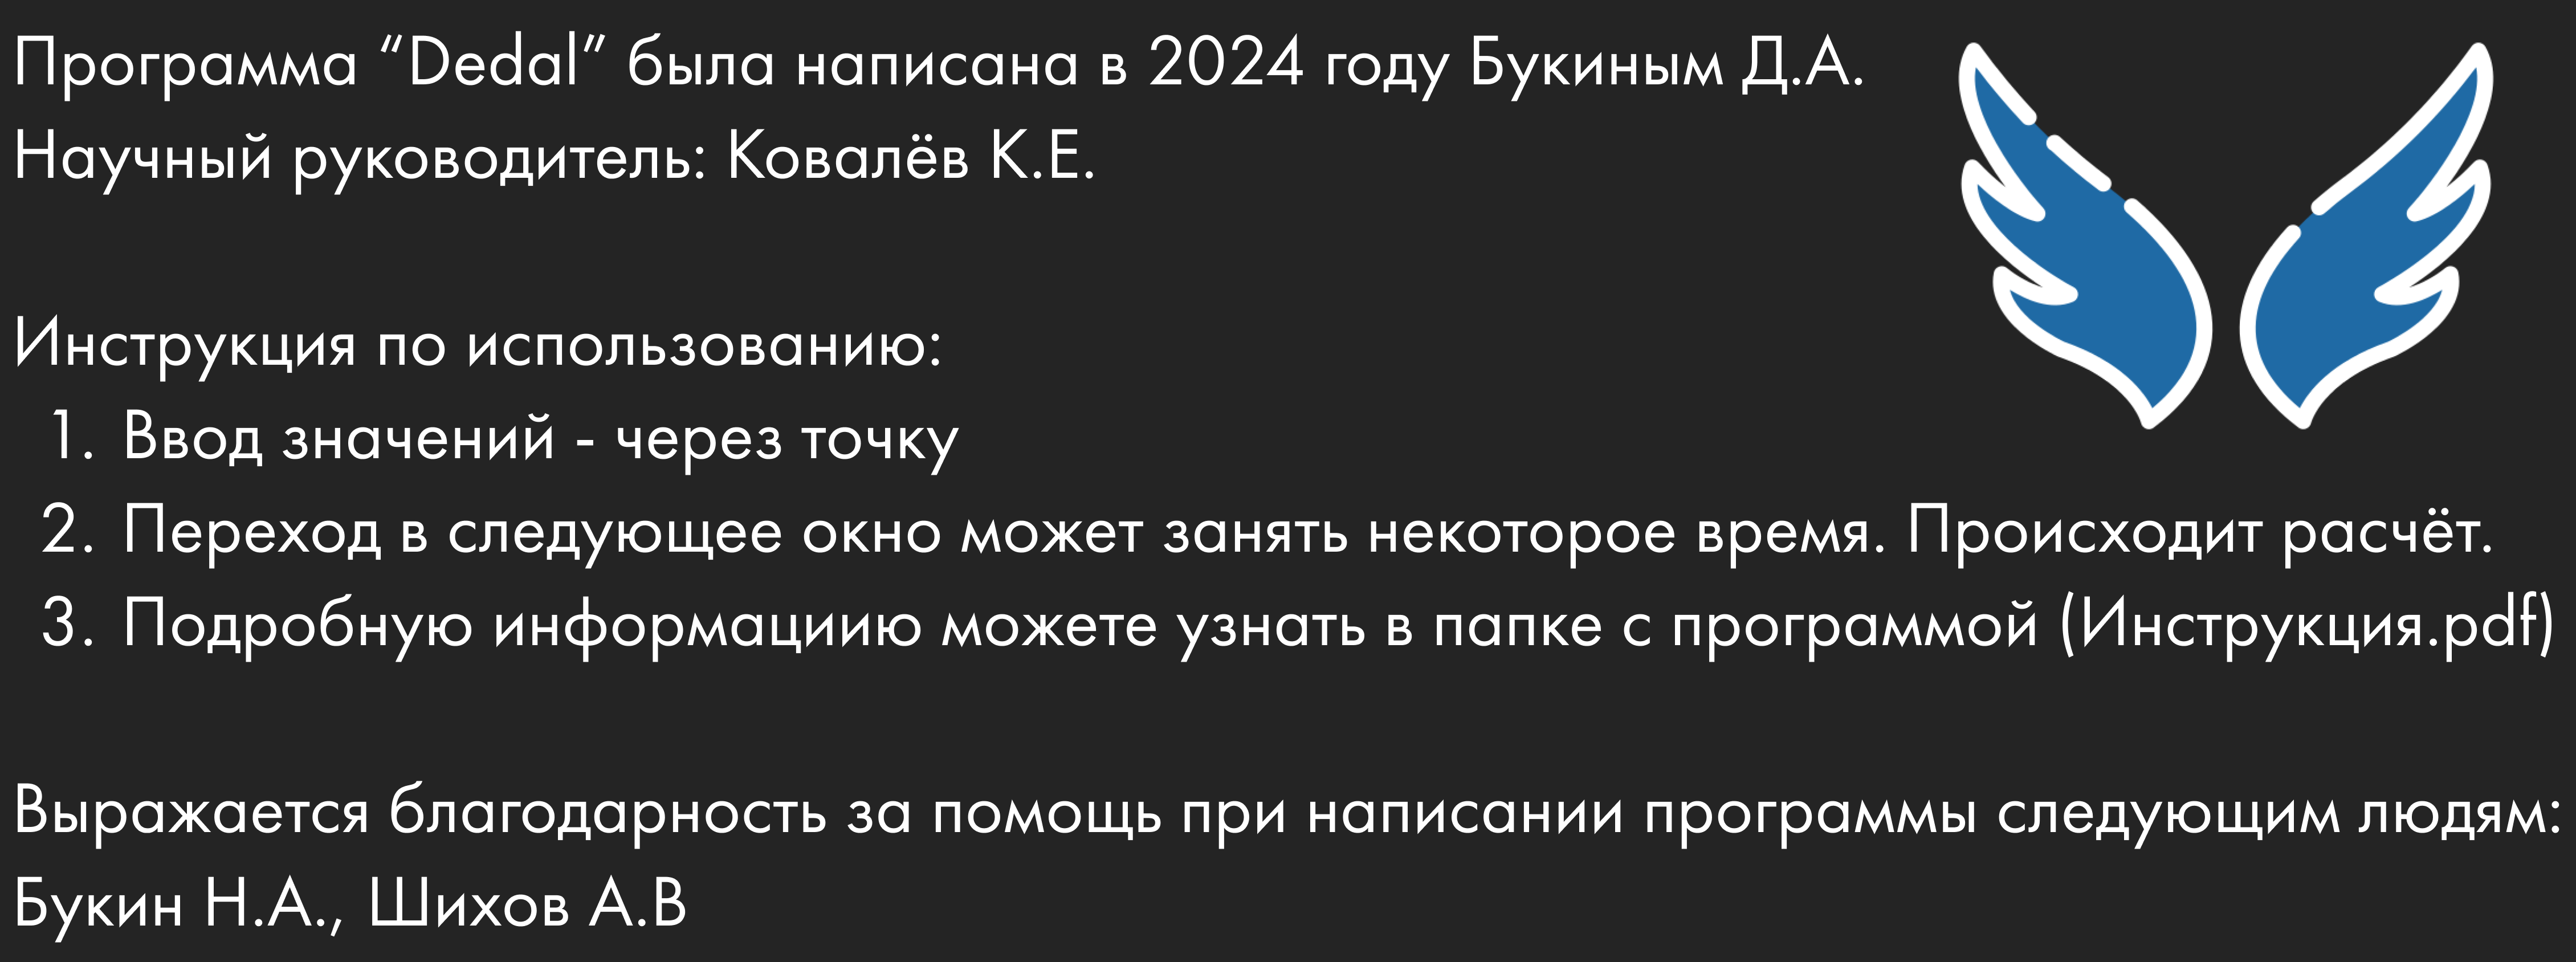 Программа “Dedal” была написана в 2024 году Букиным Д.А.
Научный руководитель: Ковалёв К.Е.
Инструкция по использованию:
1. Ввод значений - через точку
2. Переход в следующее окно может занять некоторое время. Происходит расчёт.
3. Подробную информациию можете узнать в папке с программой (Инструкция.pdf)
Выражается благодарность за помощь при написании программы следующим людям:
Букин Н.А., Шихов А.В